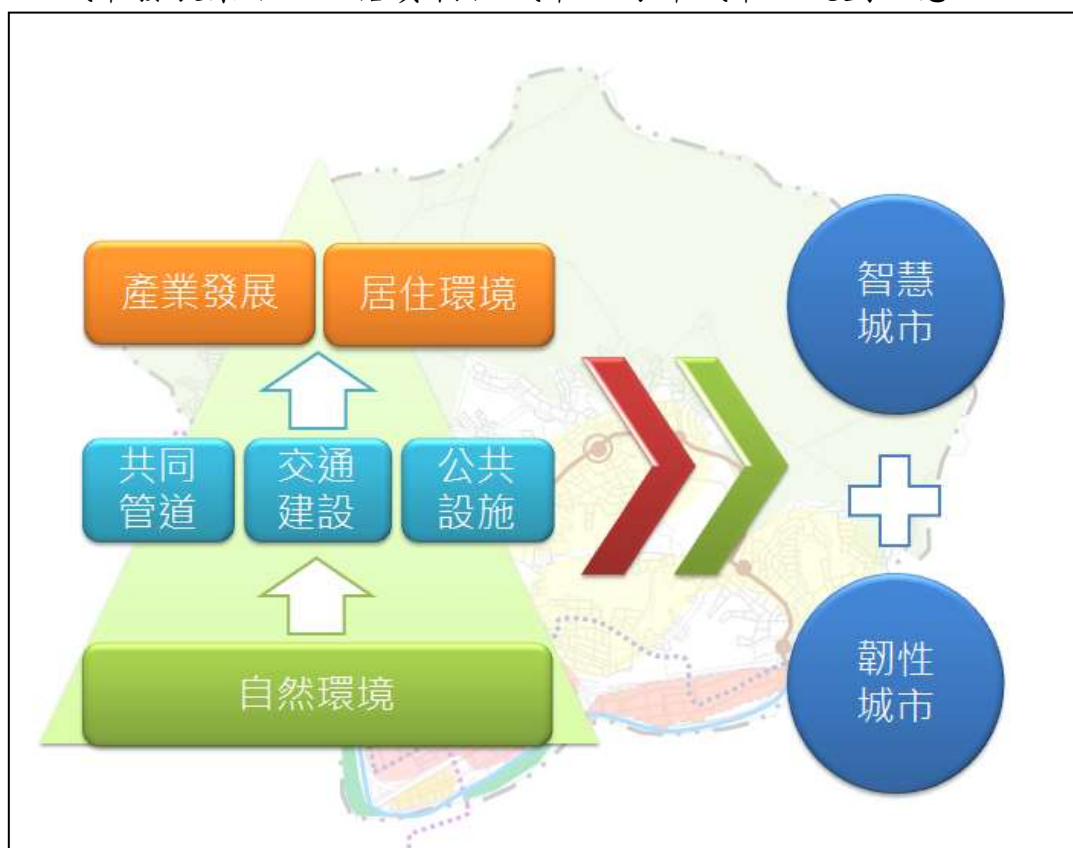 產業發展
居住環境
共同
管道
交通
建設
公共
設施
自然環境
智慧
城市
韌性
城市